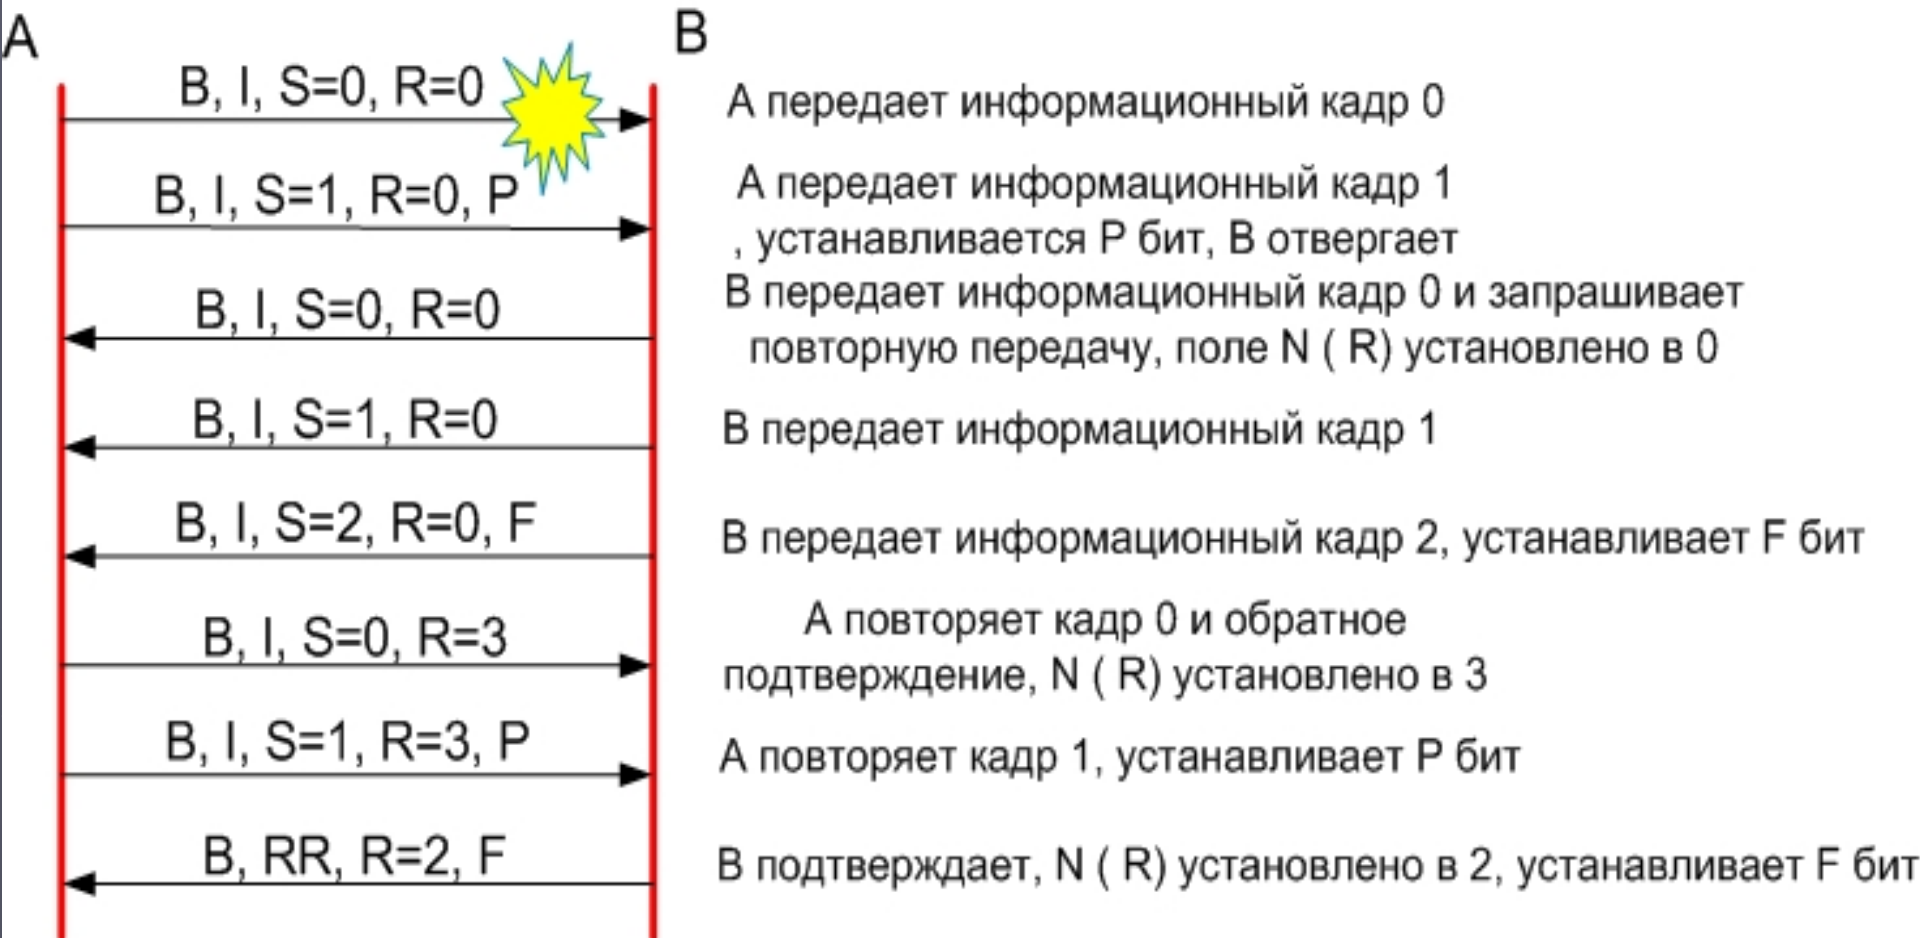 A
B
B, I, S=0, R=0
А передает информационный кадр 0
B, I, S=1, R=0, P
А передает информационный кадр 1
, устанавливается P бит, B отвергает
B, I, S=0, R=0
B передает информационный кадр 0 и запрашивает
повторную передачу, поле N ( R) установлено в 0
B, I, S=1, R=0
B передает информационный кадр 1
B, I, S=2, R=0, F
B передает информационный кадр 2, устанавливает F бит
B, I, S=0, R=3
А повторяет кадр 0 и обратное
подтверждение, N ( R) установлено в 3
B, I, S=1, R=3, P
А повторяет кадр 1, устанавливает P бит
B, RR, R=2, F
B подтверждает, N ( R) установлено в 2, устанавливает F бит